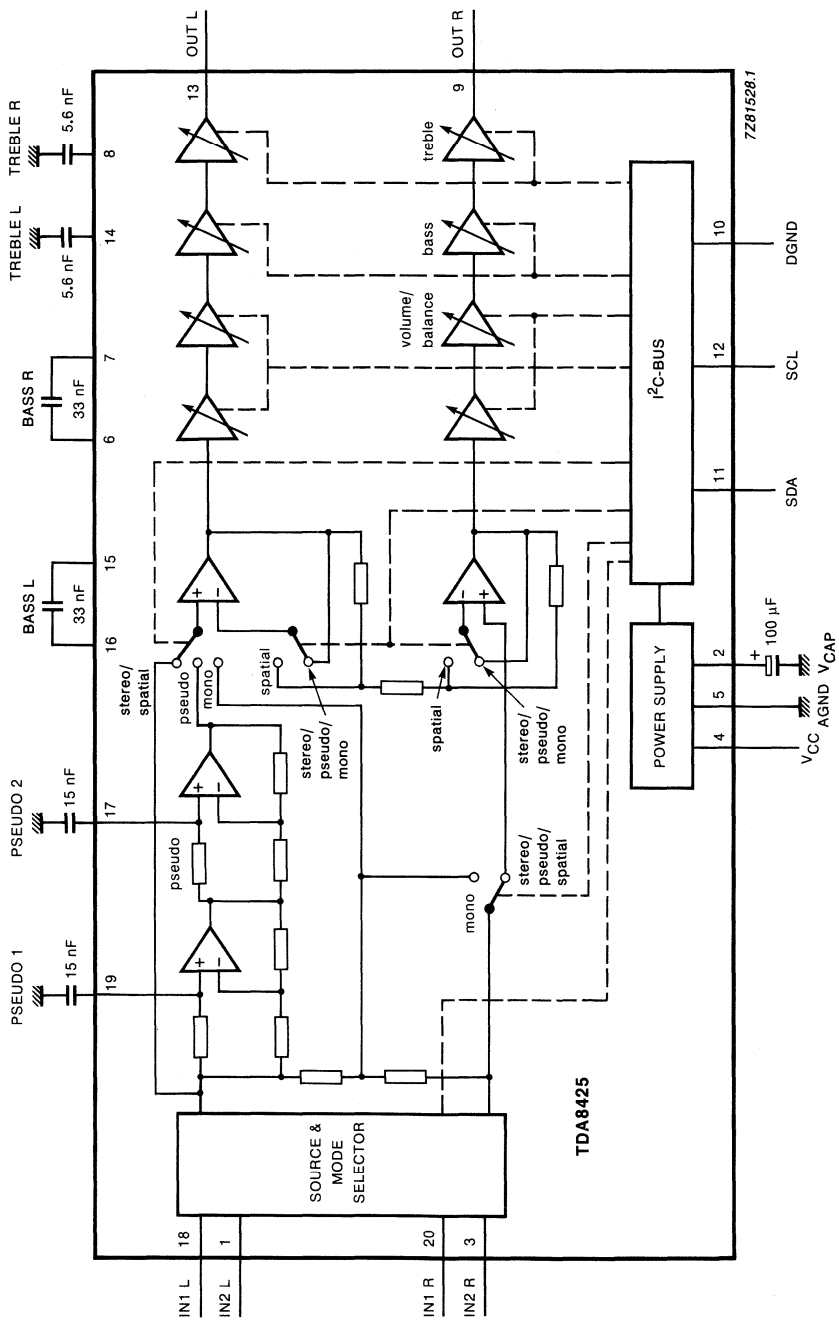 PSEUDO 1
15 nF
19
PSEUDO 2
15 nF
17
BASS L
33 nF
16
15
BASS R
33 nF
6
7
TREBLE L
5.6 nF
14
TREBLE R
5.6 nF
8
IN1 L
18
IN2 L
1
IN1 R
20
IN2 R
3
SOURCE &
MODE
SELECTOR
+
−
pseudo
+
−
stereo/
spatial
pseudo
mono
+
−
spatial
stereo/
pseudo/
mono
spatial
stereo/
pseudo/
mono
−
+
mono
stereo/
pseudo/
spatial
volume/
balance
bass
treble
13
OUT L
9
OUT R
TDA8425
POWER SUPPLY
I2C-BUS
4
VCC
5
AGND
2
+
100 µF
VCAP
11
SDA
12
SCL
10
DGND
7Z81528.1